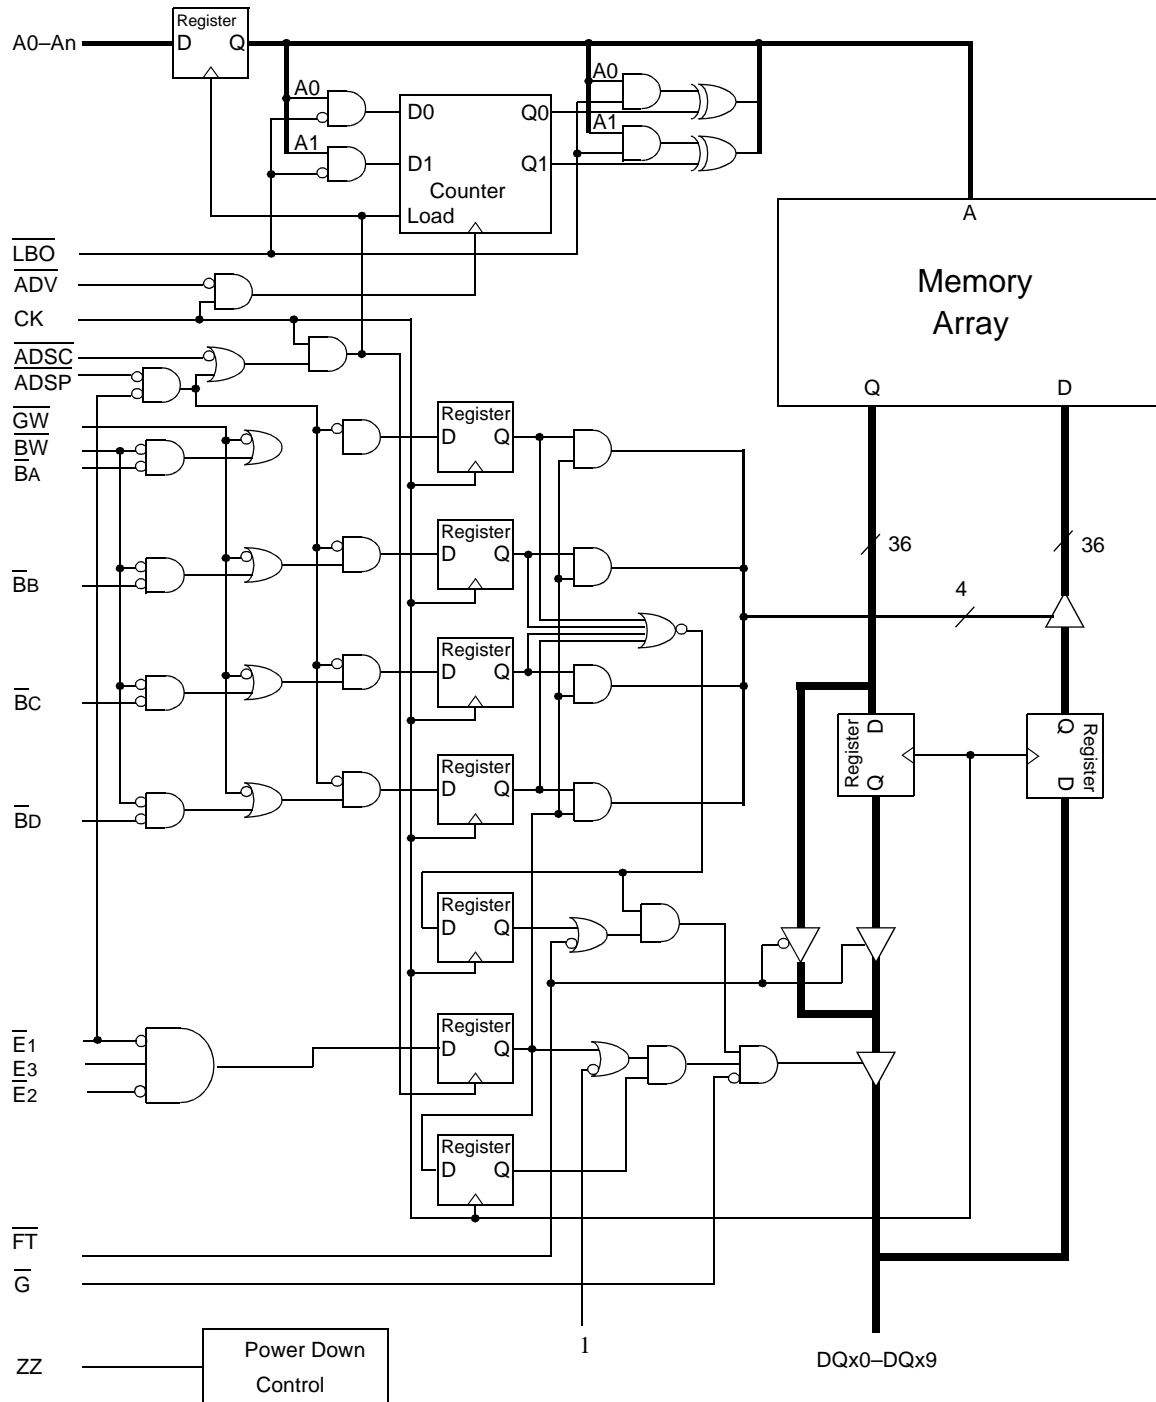 Register
A0–An
D Q
A0
A0
D0
Q0
A1
A1
D1
Q1
Counter
Load
A
LBO
ADV
Memory
CK
Array
ADSC
ADSP
Q D
GW
Register
BW
D Q
BA
Register
D Q
36
36
BB
4
Register
D Q
BC
D
Q
Register
Register
Q
D
Register
D Q
BD
Register
D Q
Register
E1
D Q
E3
E2
Register
D Q
FT
G
1
Power Down
ZZ
DQx0–DQx9
Control